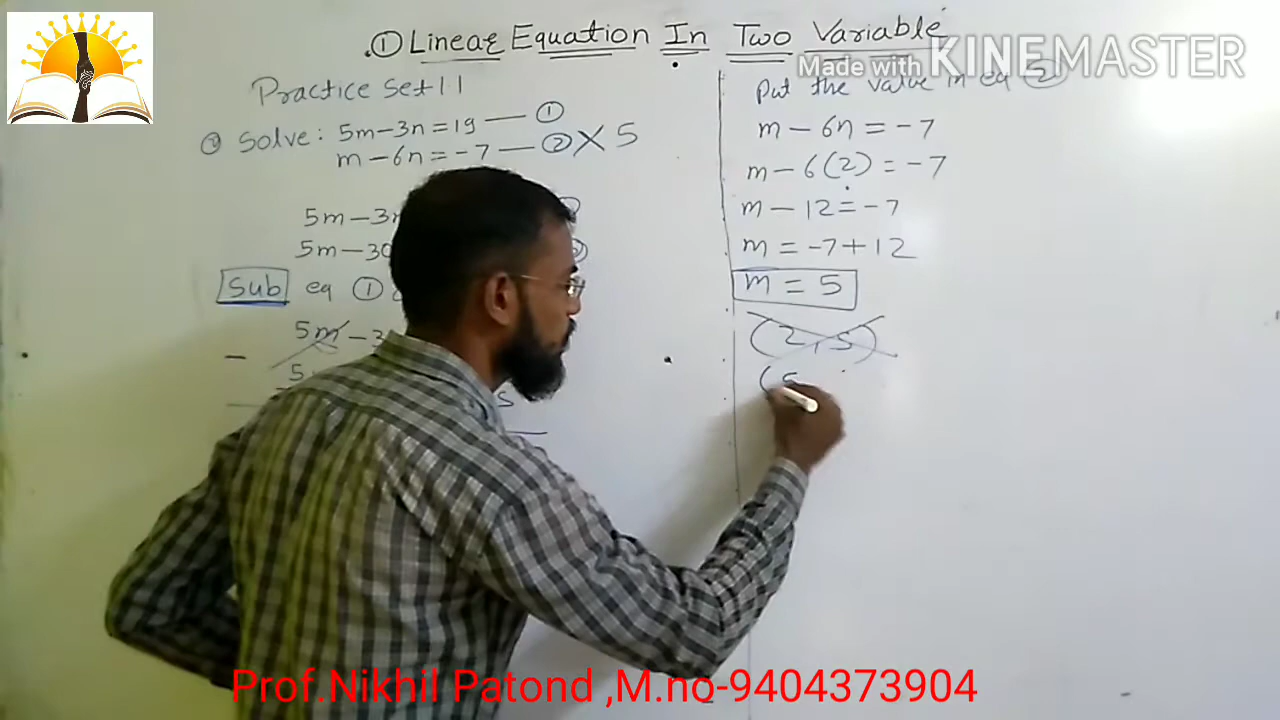 ① Linear Equation In Two Variable
Made with KINEMASTER
Practice Set 1.1
Solve: 5m - 3n = 19 — ①
m - 6n = -7 — ② × 5
5m - 3n
5m - 30
Sub eq ①
5m - 3
- 5
5
Put the value in eq ②
m - 6n = -7
m - 6(2) = -7
m - 12 = -7
m = -7 + 12
m = 5
(2, 5)
(5
Prof.Nikhil Patond ,M.no-9404373904